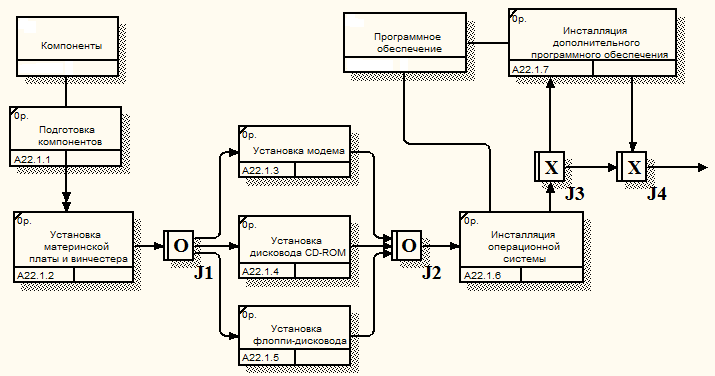 Компоненты
0р.
Подготовка
компонентов
A22.1.1
0р.
Установка
материнской
платы и винчестера
A22.1.2
O
J1
0р.
Установка модема
A22.1.3
0р.
Установка
дисковода CD-ROM
A22.1.4
0р.
Установка
флоппи-дисковода
A22.1.5
O
J2
Программное
обеспечение
0р.
Инсталляция
операционной
системы
A22.1.6
0р.
Инсталляция
дополнительного
программного обеспечения
A22.1.7
X
J3
X
J4